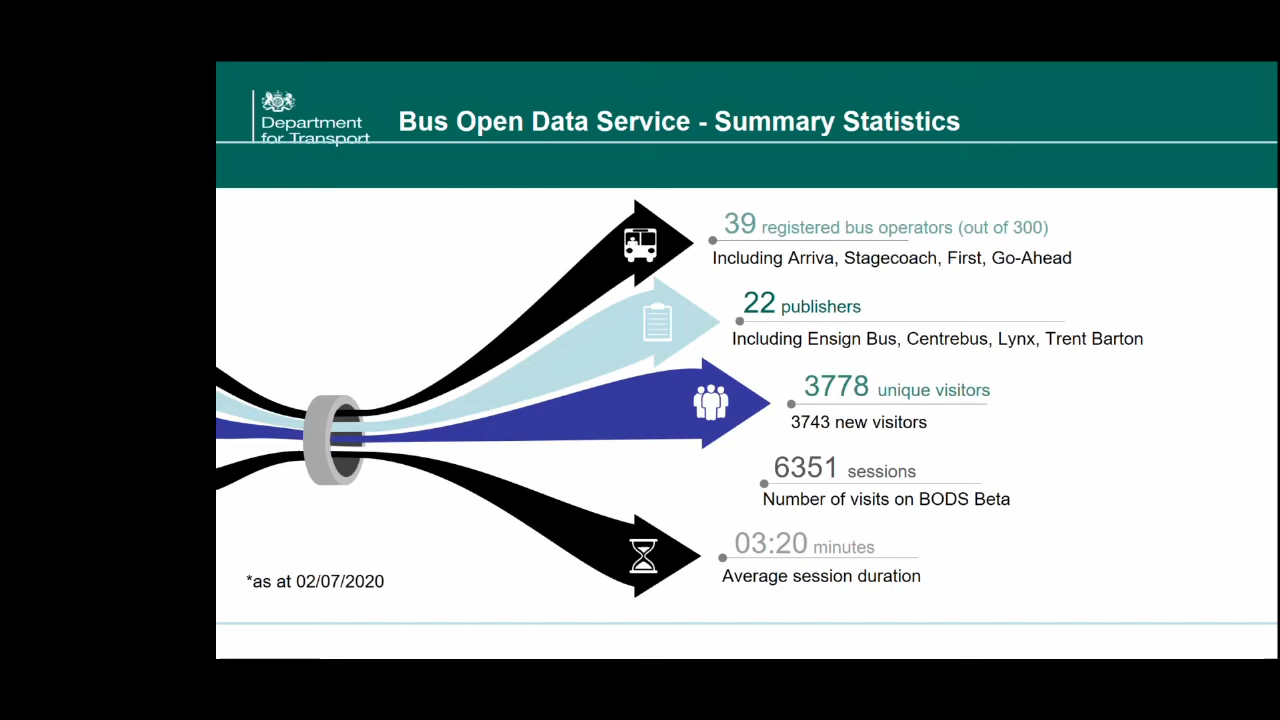 Department
for Transport
Bus Open Data Service - Summary Statistics
39 registered bus operators (out of 300)
Including Arriva, Stagecoach, First, Go-Ahead
22 publishers
Including Ensign Bus, Centrebus, Lynx, Trent Barton
3778 unique visitors
3743 new visitors
6351 sessions
Number of visits on BODS Beta
03:20 minutes
Average session duration
*as at 02/07/2020